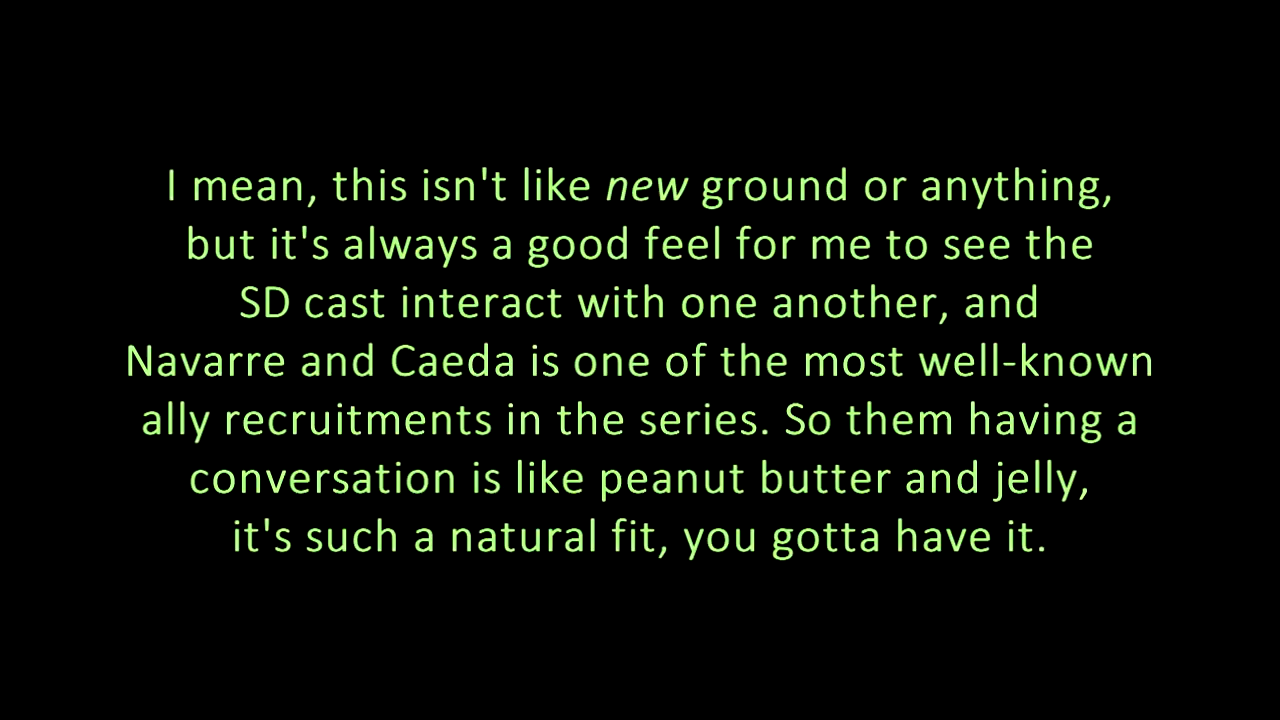 I mean, this isn't like new ground or anything,
but it's always a good feel for me to see the
SD cast interact with one another, and
Navarre and Caeda is one of the most well-known
ally recruitments in the series. So them having a
conversation is like peanut butter and jelly,
it's such a natural fit, you gotta have it.